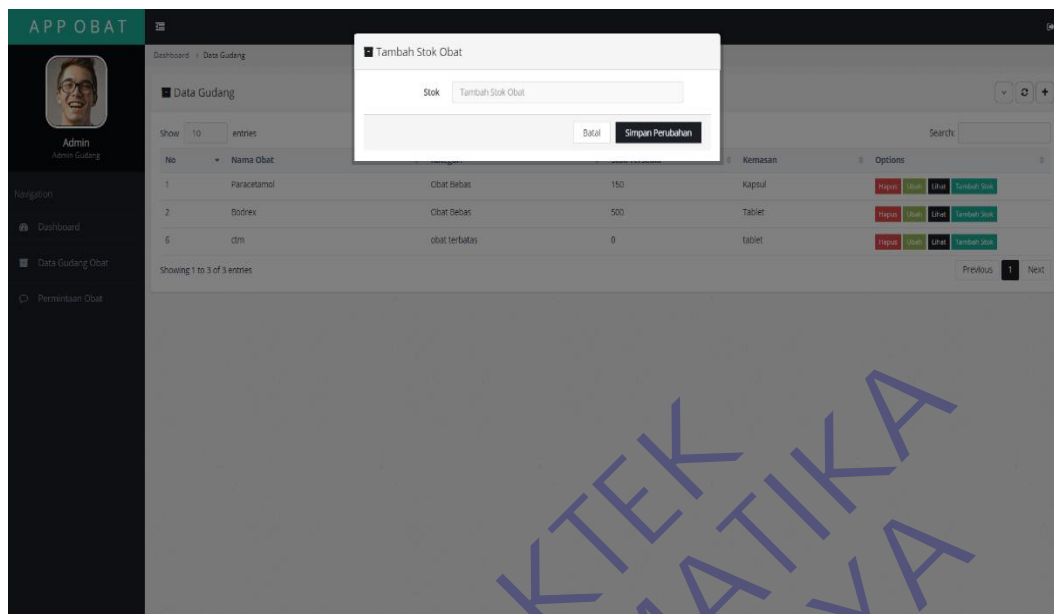 APP OBAT
Dashboard > Data Gudang
Tambah Stok Obat
Data Gudang
Stok Tambah Stok Obat
Batal Simpan Perubahan
Admin
Admin Gudang
Show 10 entries Search:
No Nama Obat Kemasan Options
1 Paracetamol Obat Bebas 150 Kapsul Hapus Ubah Lihat Tambah Stok
2 Bodrex Obat Bebas 500 Tablet Hapus Ubah Lihat Tambah Stok
6 ctm obat terbatas 0 tablet Hapus Ubah Lihat Tambah Stok
Showing 1 to 3 of 3 entries Previous 1 Next
Navigation
Dashboard
Data Gudang Obat
Permintaan Obat
KTEK
MATIKA
YA